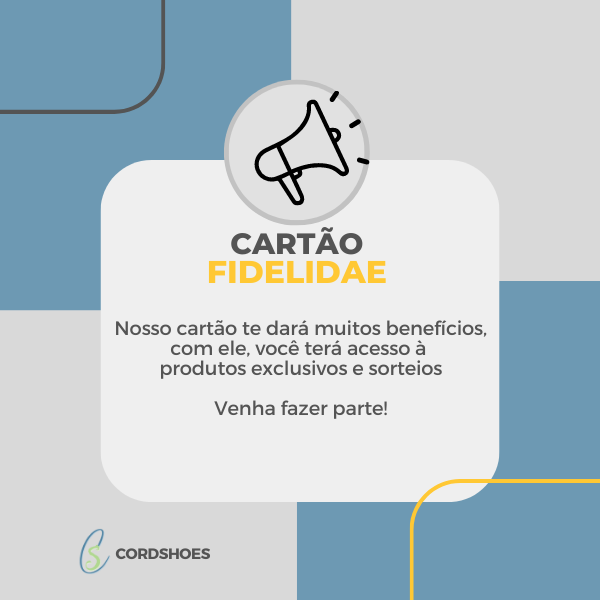 CARTÃO
FIDELIDAE
Nosso cartão te dará muitos benefícios,
com ele, você terá acesso à
produtos exclusivos e sorteios
Venha fazer parte!
CS CORDSHOES